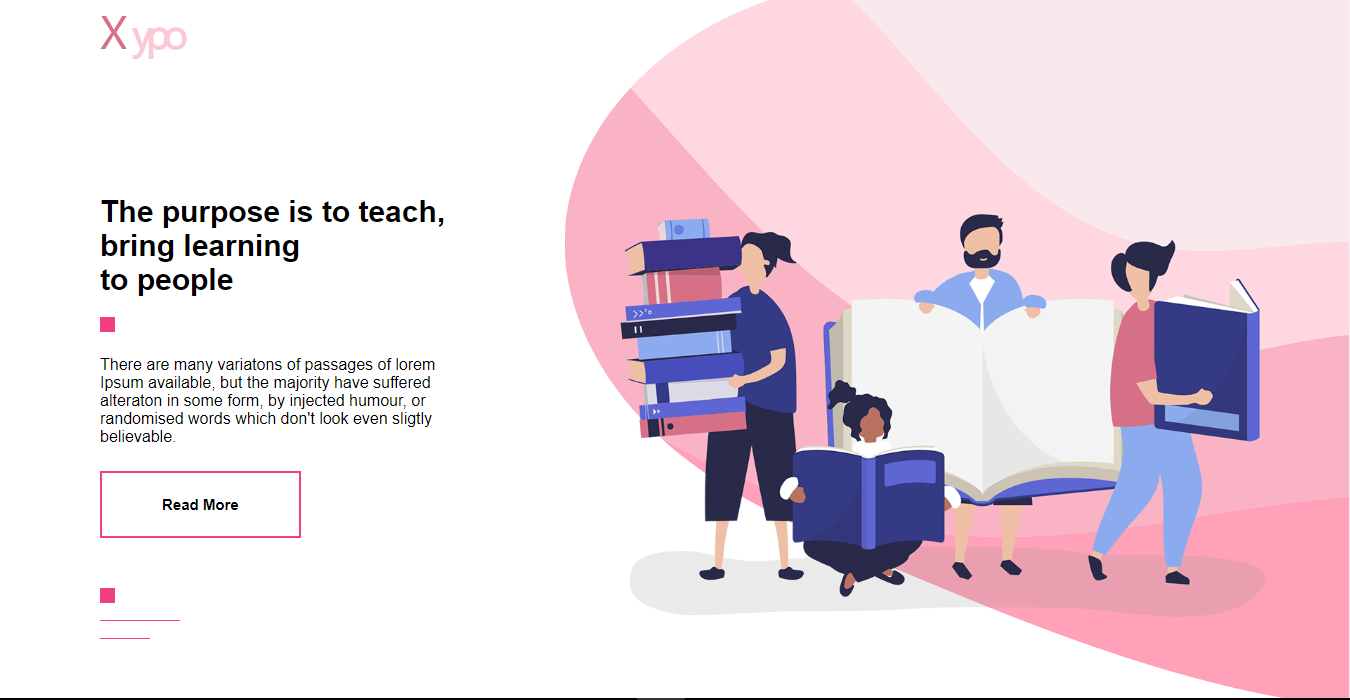 X ypo
The purpose is to teach,
bring learning
to people
There are many variatons of passages of lorem
Ipsum available, but the majority have suffered
alteraton in some form, by injected humour, or
randomised words which don't look even sligtly
believable.
Read More